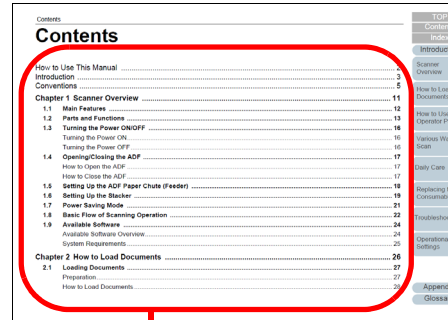 Contents
Contents
How to Use This Manual
Introduction 3
Conventions 5
Chapter 1 Scanner Overview 11
1.1 Main Features 12
1.2 Parts and Functions 13
1.3 Turning the Power ON/OFF 16
Turning the Power ON 16
Turning the Power OFF 16
1.4 Opening/Closing the ADF 17
How to Open the ADF 17
How to Close the ADF 17
1.5 Setting Up the ADF Paper Chute (Feeder) 18
1.6 Setting Up the Stacker 19
1.7 Power Saving Mode 21
1.8 Basic Flow of Scanning Operation 22
1.9 Available Software 24
Available Software Overview 24
System Requirements 25
Chapter 2 How to Load Documents 26
2.1 Loading Documents 27
Preparation 27
How to Load Documents
TOP
Conten
Index
Introduct
Scanner
Overview
How to Loa
Documents
How to Use
Operator P
Various Wa
Scan
Daily Care
Replacing
Consumab
Troubleshoo
Operationa
Settings
Append
Glossa